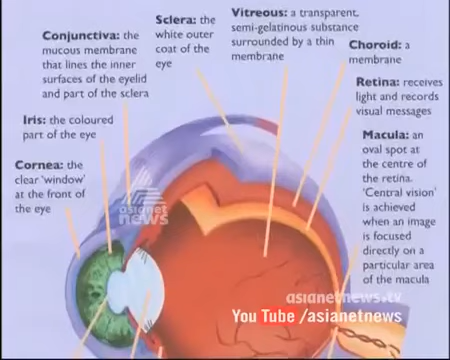 Conjunctiva: the
mucous membrane
that lines the inner
surfaces of the eyelid
and part of the sclera
Sclera: the
white outer
coat of the
eye
Vitreous: a transparent,
semi-gelatinous substance
surrounded by a thin
membrane
Choroid: a
membrane
Retina: receives
light and records
visual messages
Macula: an
oval spot at
the centre of
the retina.
'Central vision'
is achieved
when an image
is focused
directly on a
particular area
of the macula
Iris: the coloured
part of the eye
Cornea: the
clear 'window'
at the front of
the eye
asianet
news
asianetnews.tv
You Tube /asianetnews